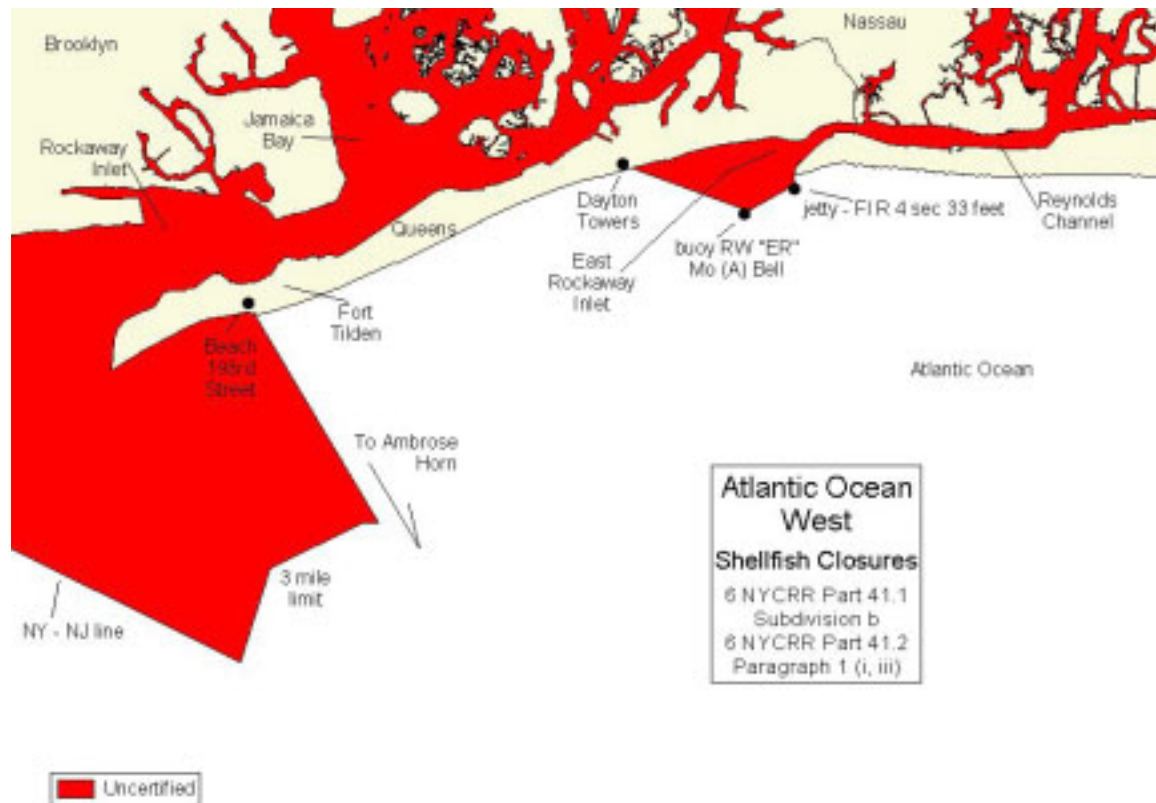 Brooklyn
Nassau
Jamaica
Bay
Rockaway
Inlet
Queens
Dayton
Towers
jetty - Fl R 4 sec 33 feet
Reynolds
Channel
buoy RW "ER"
Mo (A) Bell
East
Rockaway
Inlet
Fort
Tilden
Beach
193rd
Street
Atlantic Ocean
To Ambrose
Horn
3 mile
limit
NY - NJ line
Atlantic Ocean
West
Shellfish Closures
6 NYCRR Part 41.1
Subdivision b
6 NYCRR Part 41.2
Paragraph 1 (i, iii)
Uncertified